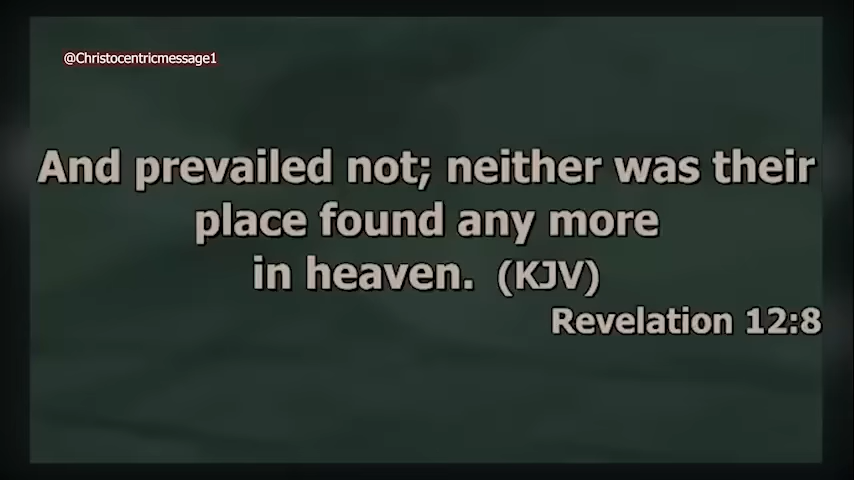 @Christocentricmessage1
And prevailed not; neither was their
place found any more
in heaven. (KJV)
Revelation 12:8